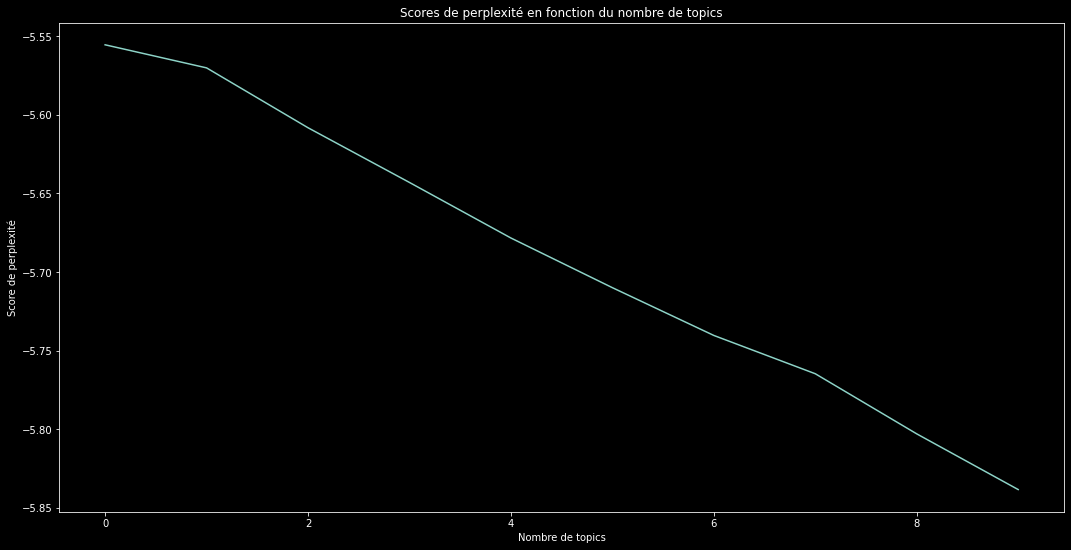 Scores de perplexité en fonction du nombre de topics
−5.55
−5.60
−5.65
−5.70
−5.75
−5.80
−5.85
Score de perplexité
0 2 4 6 8
Nombre de topics